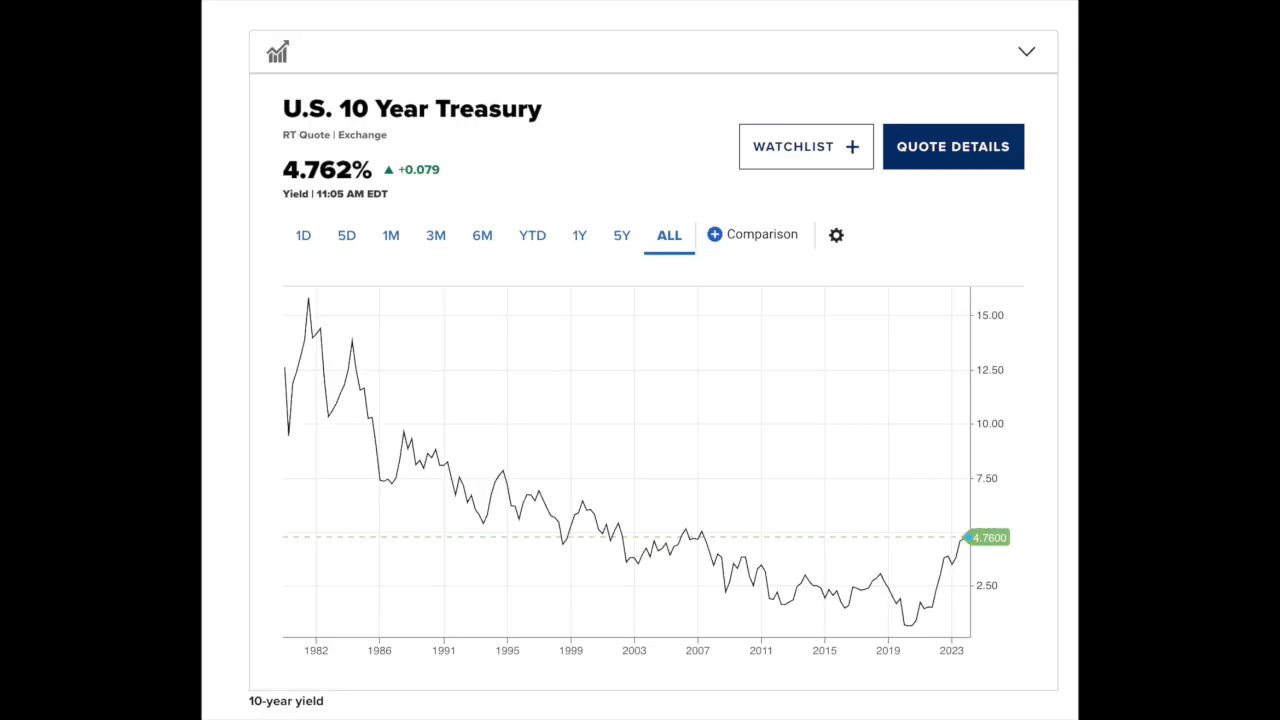 U.S. 10 Year Treasury
RT Quote | Exchange
4.762% ▲ +0.079
Yield | 11:05 AM EDT
WATCHLIST +
QUOTE DETAILS
1D 5D 1M 3M 6M YTD 1Y 5Y ALL + Comparison
15.00
12.50
10.00
7.50
4.7600
2.50
1982 1986 1991 1995 1999 2003 2007 2011 2015 2019 2023
10-year yield